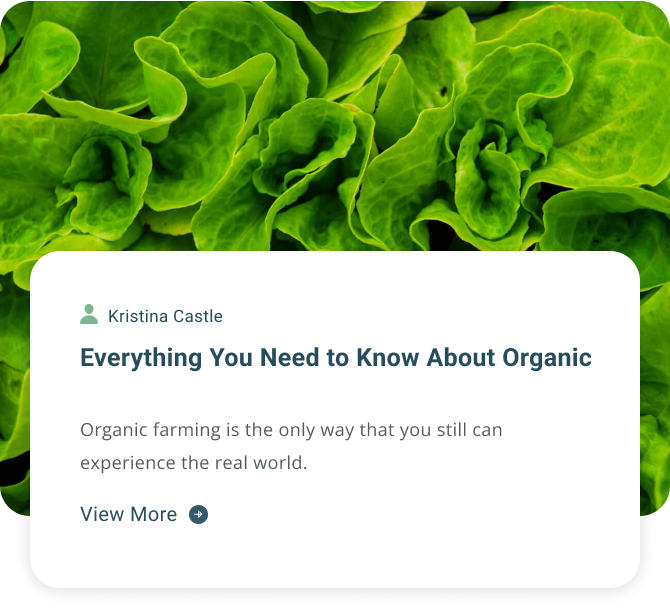 Kristina Castle
Everything You Need to Know About Organic
Organic farming is the only way that you still can
experience the real world.
View More